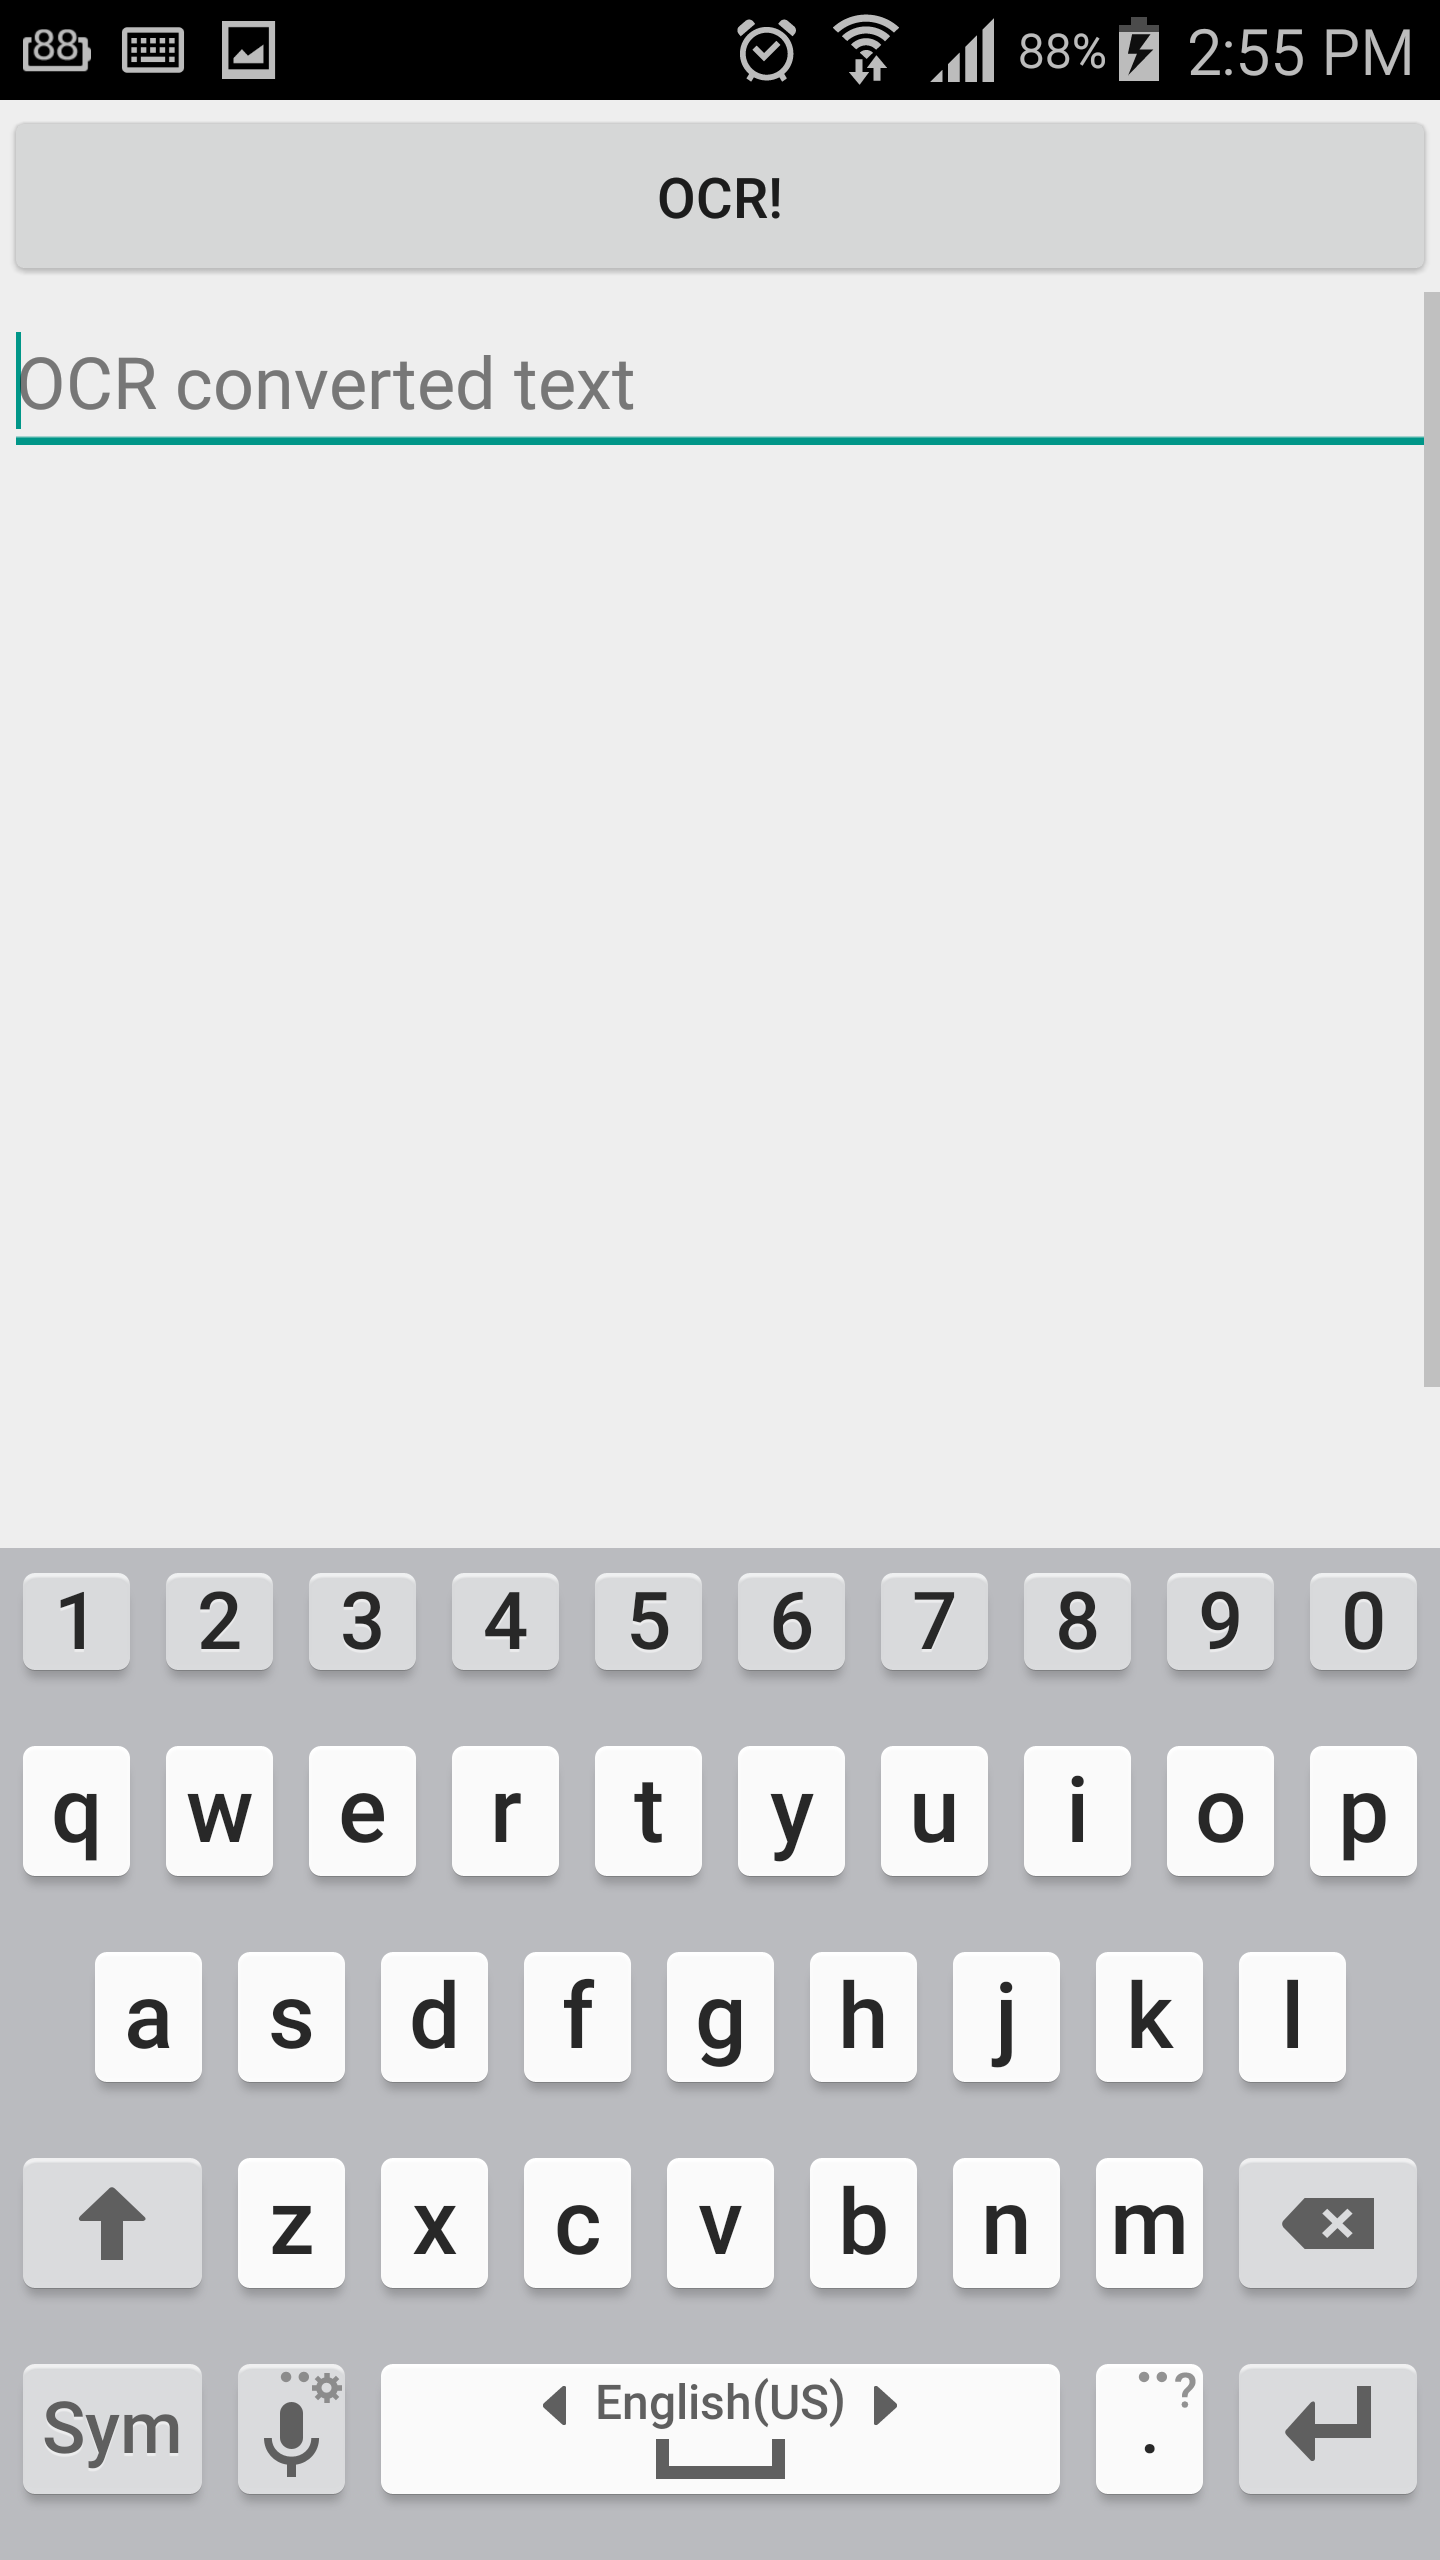 88 88% 2:55 PM
OCR!
OCR converted text
1 2 3 4 5 6 7 8 9 0
q w e r t y u i o p
a s d f g h j k l
z x c v b n m
Sym English(US) . ?